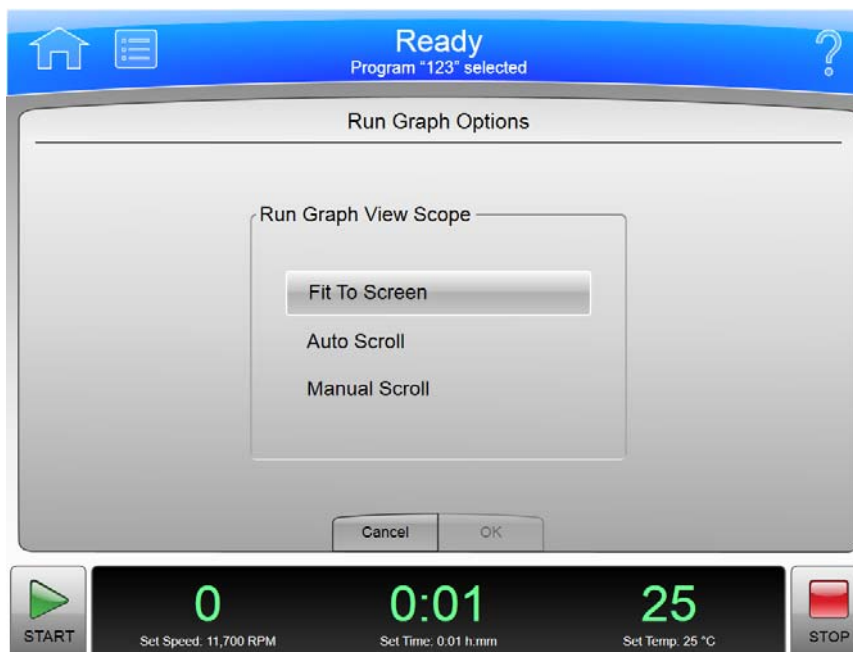 Ready
Program "123" selected
?
Run Graph Options
Run Graph View Scope
Fit To Screen
Auto Scroll
Manual Scroll
Cancel OK
0 0:01 25
START Set Speed: 11,700 RPM Set Time: 0:01 h:mm Set Temp: 25 °C STOP